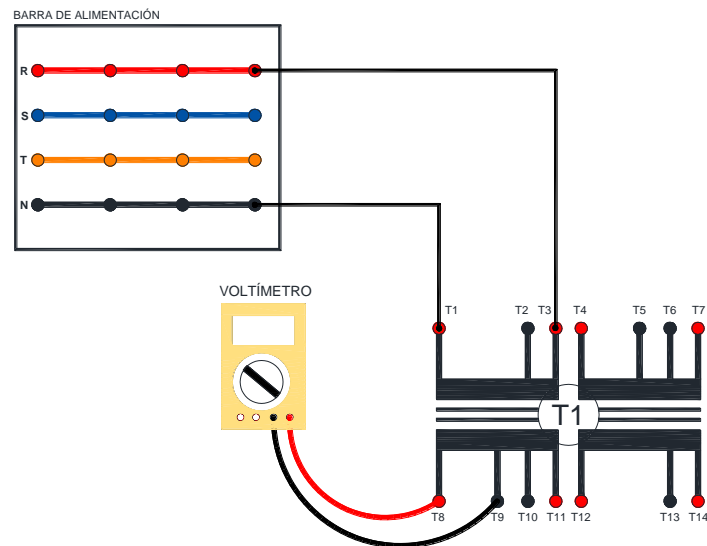 BARRA DE ALIMENTACIÓN
R
S
T
N
VOLTÍMETRO
T1 T2 T3 T4 T5 T6 T7
T1
T8 T9 T10 T11 T12 T13 T14